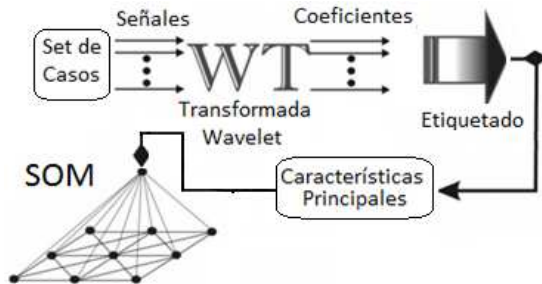 Señales
Coeficientes
Set de
Casos
WT
Transformada
Wavelet
Etiquetado
SOM
Características
Principales